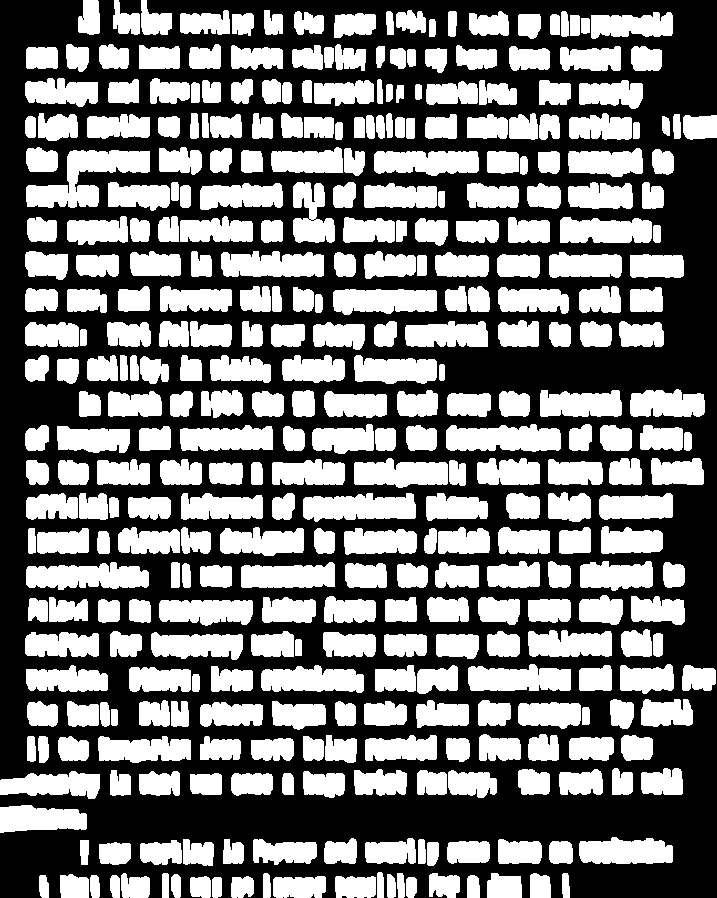 in the year 1944, I took my six-year-old
son by the hand and began walking from my home town toward the
valleys and forests of the Carpathian mountains. For nearly
eight months we lived in barns, attics and makeshift cabins.
the generous help of an unusually courageous man, we managed to
survive Europe's greatest fit of madness. Those who walked in
the opposite direction on that Easter day were less fortunate.
They were taken in trainloads to places whose once obscure names
are now, and forever will be, synonymous with horror, evil and
death. What follows is our story of survival told to the best
of my ability, in plain, simple language.
In March of 1944 the SS troops took over the internal affairs
of Hungary and proceeded to organize the deportation of the Jews.
To the Nazis this was a routine assignment; within hours all local
officials were informed of operational plans. The high command
issued a directive designed to placate Jewish fears and induce
cooperation. It was announced that the Jews would be shipped to
Poland as an emergency labor force and that they were only being
drafted for temporary work. There were many who believed this
version. Others, less credulous, resigned themselves and hoped for
the best. Still others began to make plans for escape. By April
15 the Hungarian Jews were being rounded up from all over the
country in what was once a huge brick factory. The rest is well
known.
I was working in and usually came home on weekends.
that time it was no longer possible for a Jew to